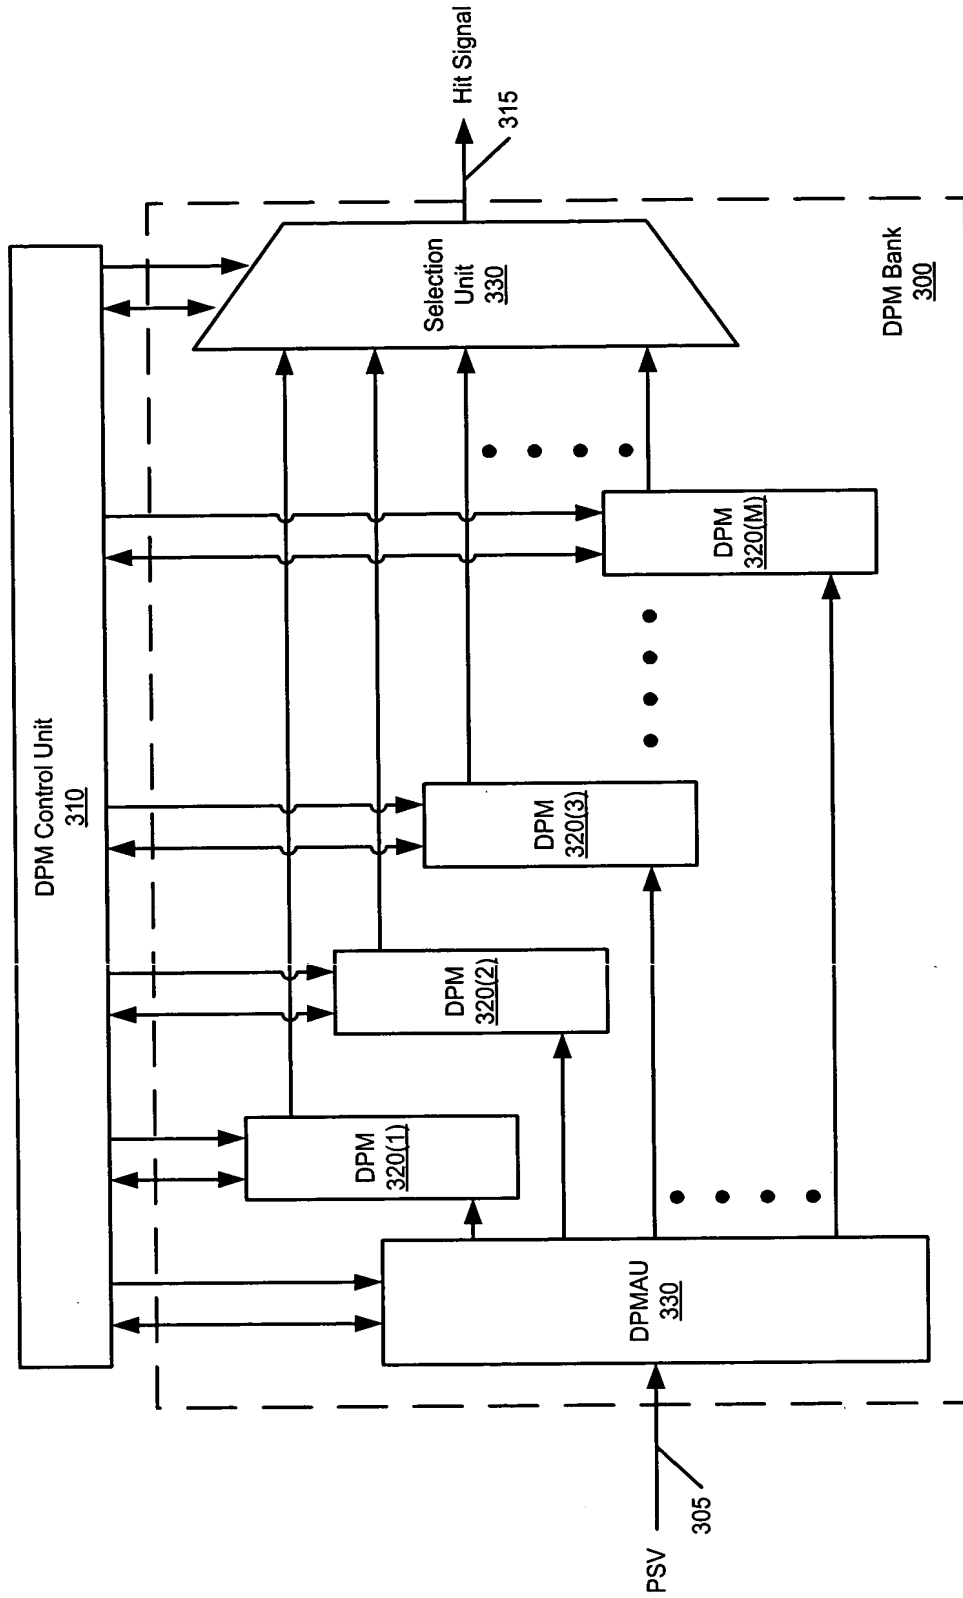 DPM Control Unit
310
PSV
305
DPMAU
330
DPM
320(1)
DPM
320(2)
DPM
320(3)
DPM
320(M)
Selection
Unit
330
Hit Signal
315
DPM Bank
300